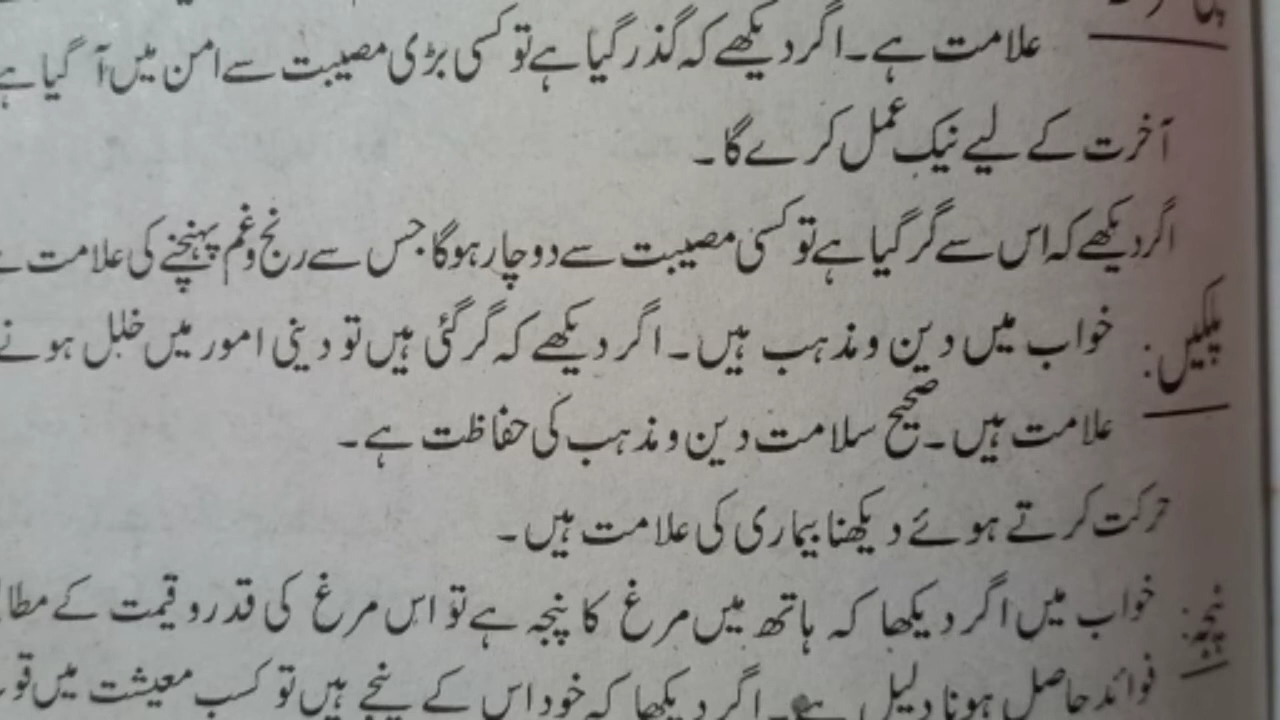 علامت ہے۔ اگر دیکھے کہ گذر گیا ہے تو کسی بڑی مصیبت سے امن میں آ گیا ہے
آخرت کے لیے نیک عمل کرے گا۔
اگر دیکھے کہ اس سے گر گیا ہے تو کسی مصیبت سے دوچار ہوگا جس سے رنج وغم پہنچنے کی علامت
پلکیں: خواب میں دین و مذہب ہیں۔ اگر دیکھے کہ گر گئی ہیں تو دینی امور میں خلل ہونے
علامت ہیں۔ صحیح سلامت دین و مذہب کی حفاظت ہے۔
حرکت کرتے ہوئے دیکھنا بیماری کی علامت ہیں۔
پنجہ: خواب میں اگر دیکھا کہ ہاتھ میں مرغ کا پنجہ ہے تو اس مرغ کی قدر و قیمت کے
فوائد حاصل ہونا دلیل ہے۔ اگر دیکھا کہ خود اس کے پنجے ہیں تو کسب معیشت میں